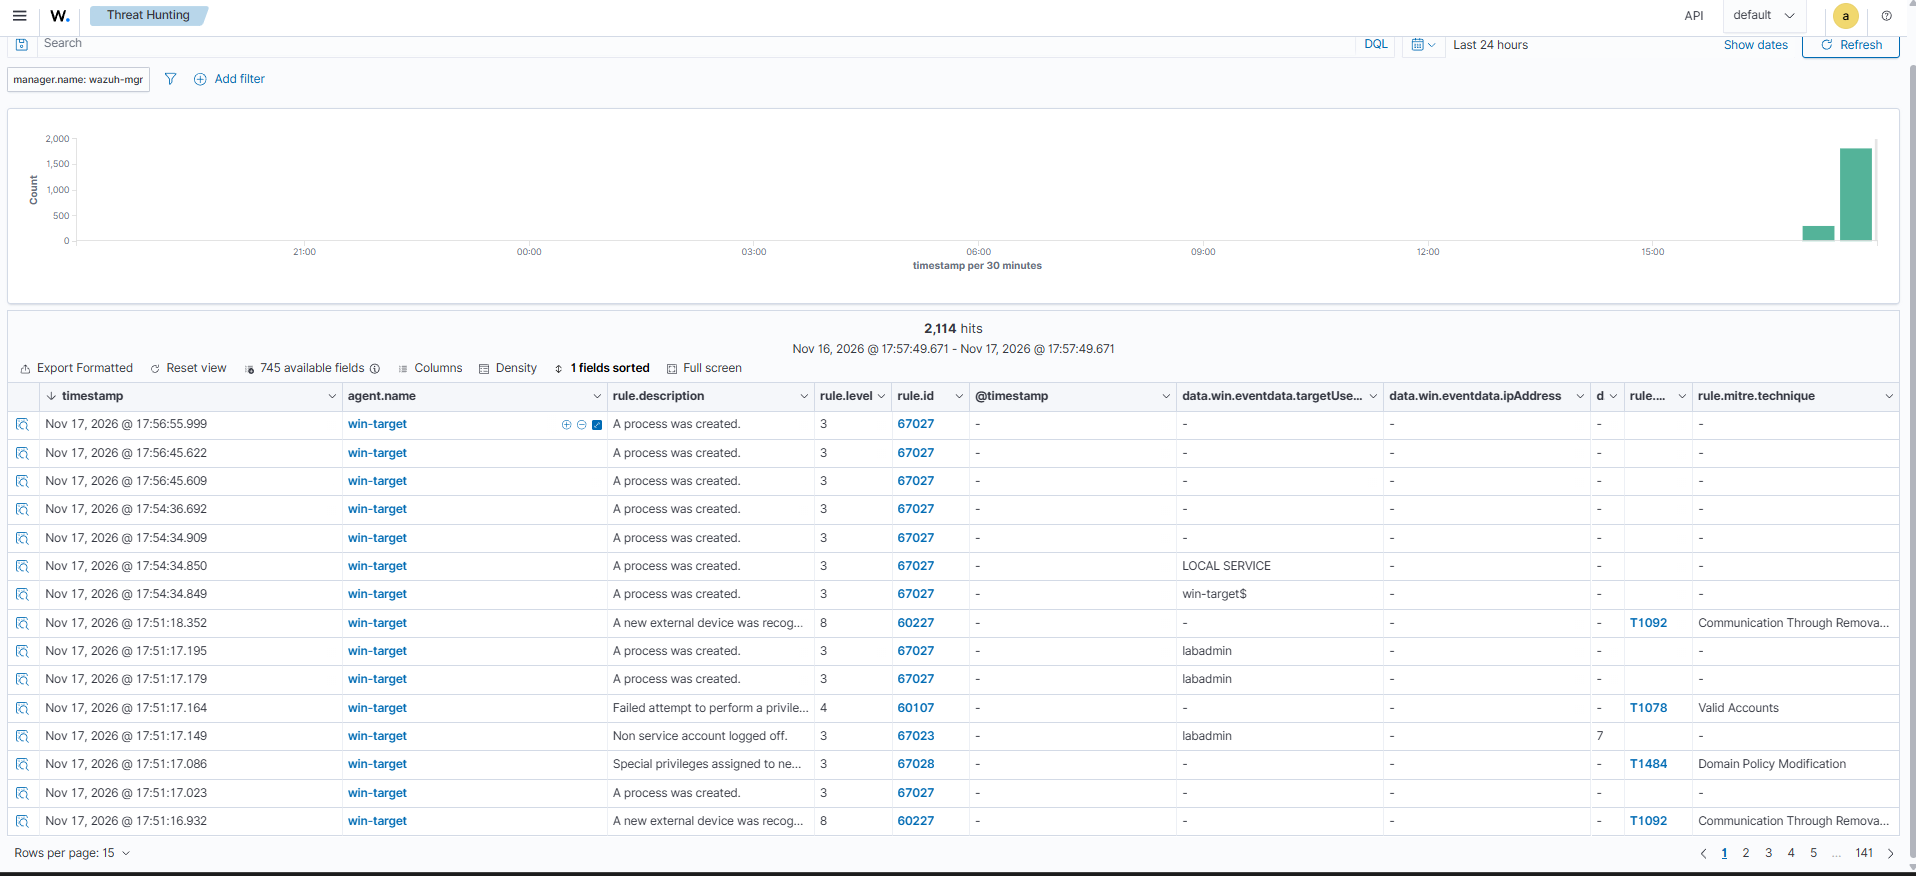 W. Threat Hunting API default a
Search DQL Last 24 hours Show dates Refresh
manager.name: wazuh-mgr Add filter
2,000
1,500
1,000
500
0
Count
21:00 00:00 03:00 06:00 09:00 12:00 15:00
timestamp per 30 minutes
2,114 hits
Nov 16, 2026 @ 17:57:49.671 - Nov 17, 2026 @ 17:57:49.671
Export Formatted Reset view 745 available fields Columns Density 1 fields sorted Full screen
timestamp agent.name rule.description rule.level rule.id @timestamp data.win.eventdata.targetUse... data.win.eventdata.ipAddress d rule.... rule.mitre.technique
Nov 17, 2026 @ 17:56:55.999 win-target A process was created. 3 67027 - - - - -
Nov 17, 2026 @ 17:56:45.622 win-target A process was created. 3 67027 - - - - -
Nov 17, 2026 @ 17:56:45.609 win-target A process was created. 3 67027 - - - - -
Nov 17, 2026 @ 17:54:36.692 win-target A process was created. 3 67027 - - - - -
Nov 17, 2026 @ 17:54:34.909 win-target A process was created. 3 67027 - - - - -
Nov 17, 2026 @ 17:54:34.850 win-target A process was created. 3 67027 - LOCAL SERVICE - - -
Nov 17, 2026 @ 17:54:34.849 win-target A process was created. 3 67027 - win-target$ - - -
Nov 17, 2026 @ 17:51:18.352 win-target A new external device was recog... 8 60227 - - - - T1092 Communication Through Remova...
Nov 17, 2026 @ 17:51:17.195 win-target A process was created. 3 67027 - labadmin - - -
Nov 17, 2026 @ 17:51:17.179 win-target A process was created. 3 67027 - labadmin - - -
Nov 17, 2026 @ 17:51:17.164 win-target Failed attempt to perform a privile... 4 60107 - - - - T1078 Valid Accounts
Nov 17, 2026 @ 17:51:17.149 win-target Non service account logged off. 3 67023 - labadmin - 7 -
Nov 17, 2026 @ 17:51:17.086 win-target Special privileges assigned to ne... 3 67028 - - - - T1484 Domain Policy Modification
Nov 17, 2026 @ 17:51:17.023 win-target A process was created. 3 67027 - - - - -
Nov 17, 2026 @ 17:51:16.932 win-target A new external device was recog... 8 60227 - - - - T1092 Communication Through Remova...
Rows per page: 15 1 2 3 4 5 ... 141